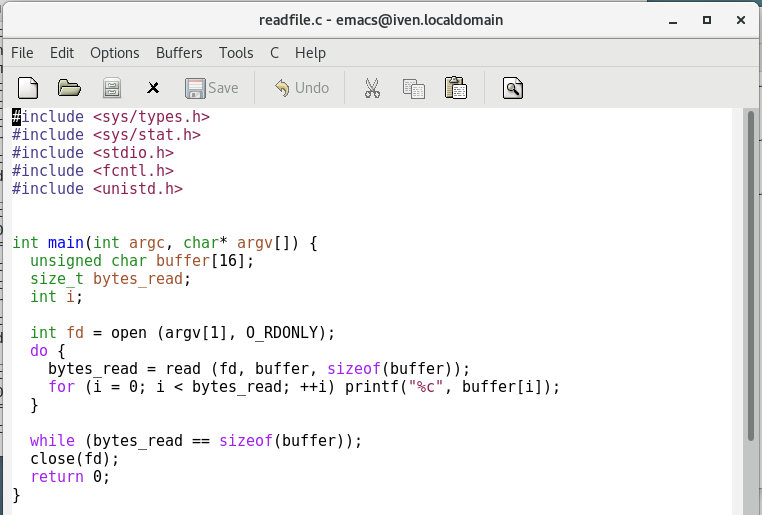 readfile.c - emacs@iven.localdomain
File Edit Options Buffers Tools C Help
Save Undo
#include <sys/types.h>
#include <sys/stat.h>
#include <stdio.h>
#include <fcntl.h>
#include <unistd.h>
int main(int argc, char* argv[]) {
  unsigned char buffer[16];
  size_t bytes_read;
  int i;
  int fd = open (argv[1], O_RDONLY);
  do {
    bytes_read = read (fd, buffer, sizeof(buffer));
    for (i = 0; i < bytes_read; ++i) printf("%c", buffer[i]);
  }
  while (bytes_read == sizeof(buffer));
  close(fd);
  return 0;
}